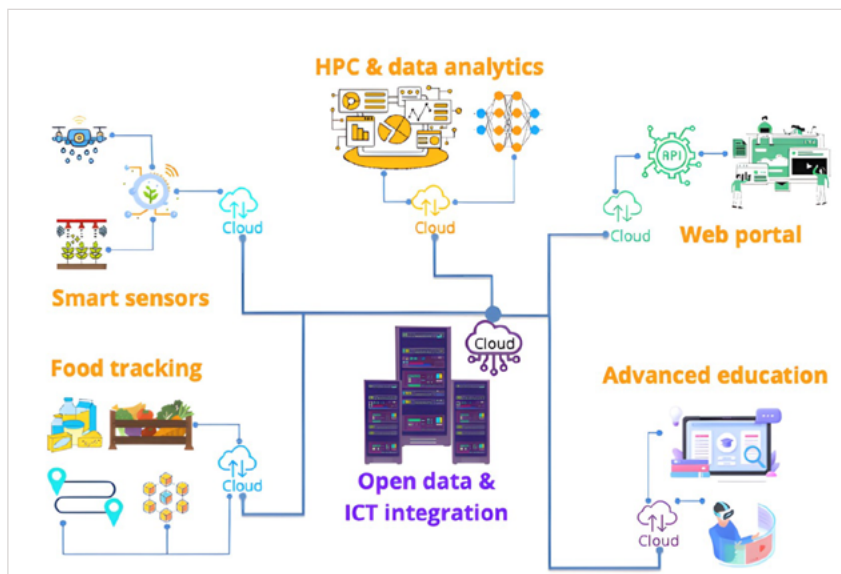 HPC & data analytics
Cloud
Cloud
API
Cloud
Web portal
Smart sensors
Cloud
Food tracking
Cloud
Open data &
ICT integration
Advanced education
Cloud